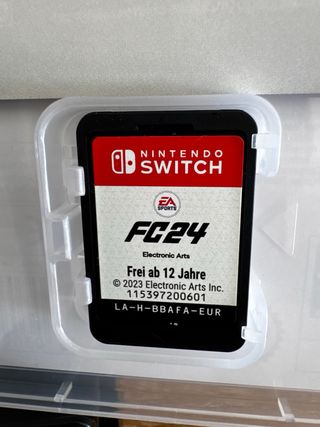 NINTENDO
SWITCH
EA
SPORTS
FC24
Electronic Arts
Frei ab 12 Jahre
© 2023 Electronic Arts Inc.
115397200601
LA-H-BBAFA-EUR